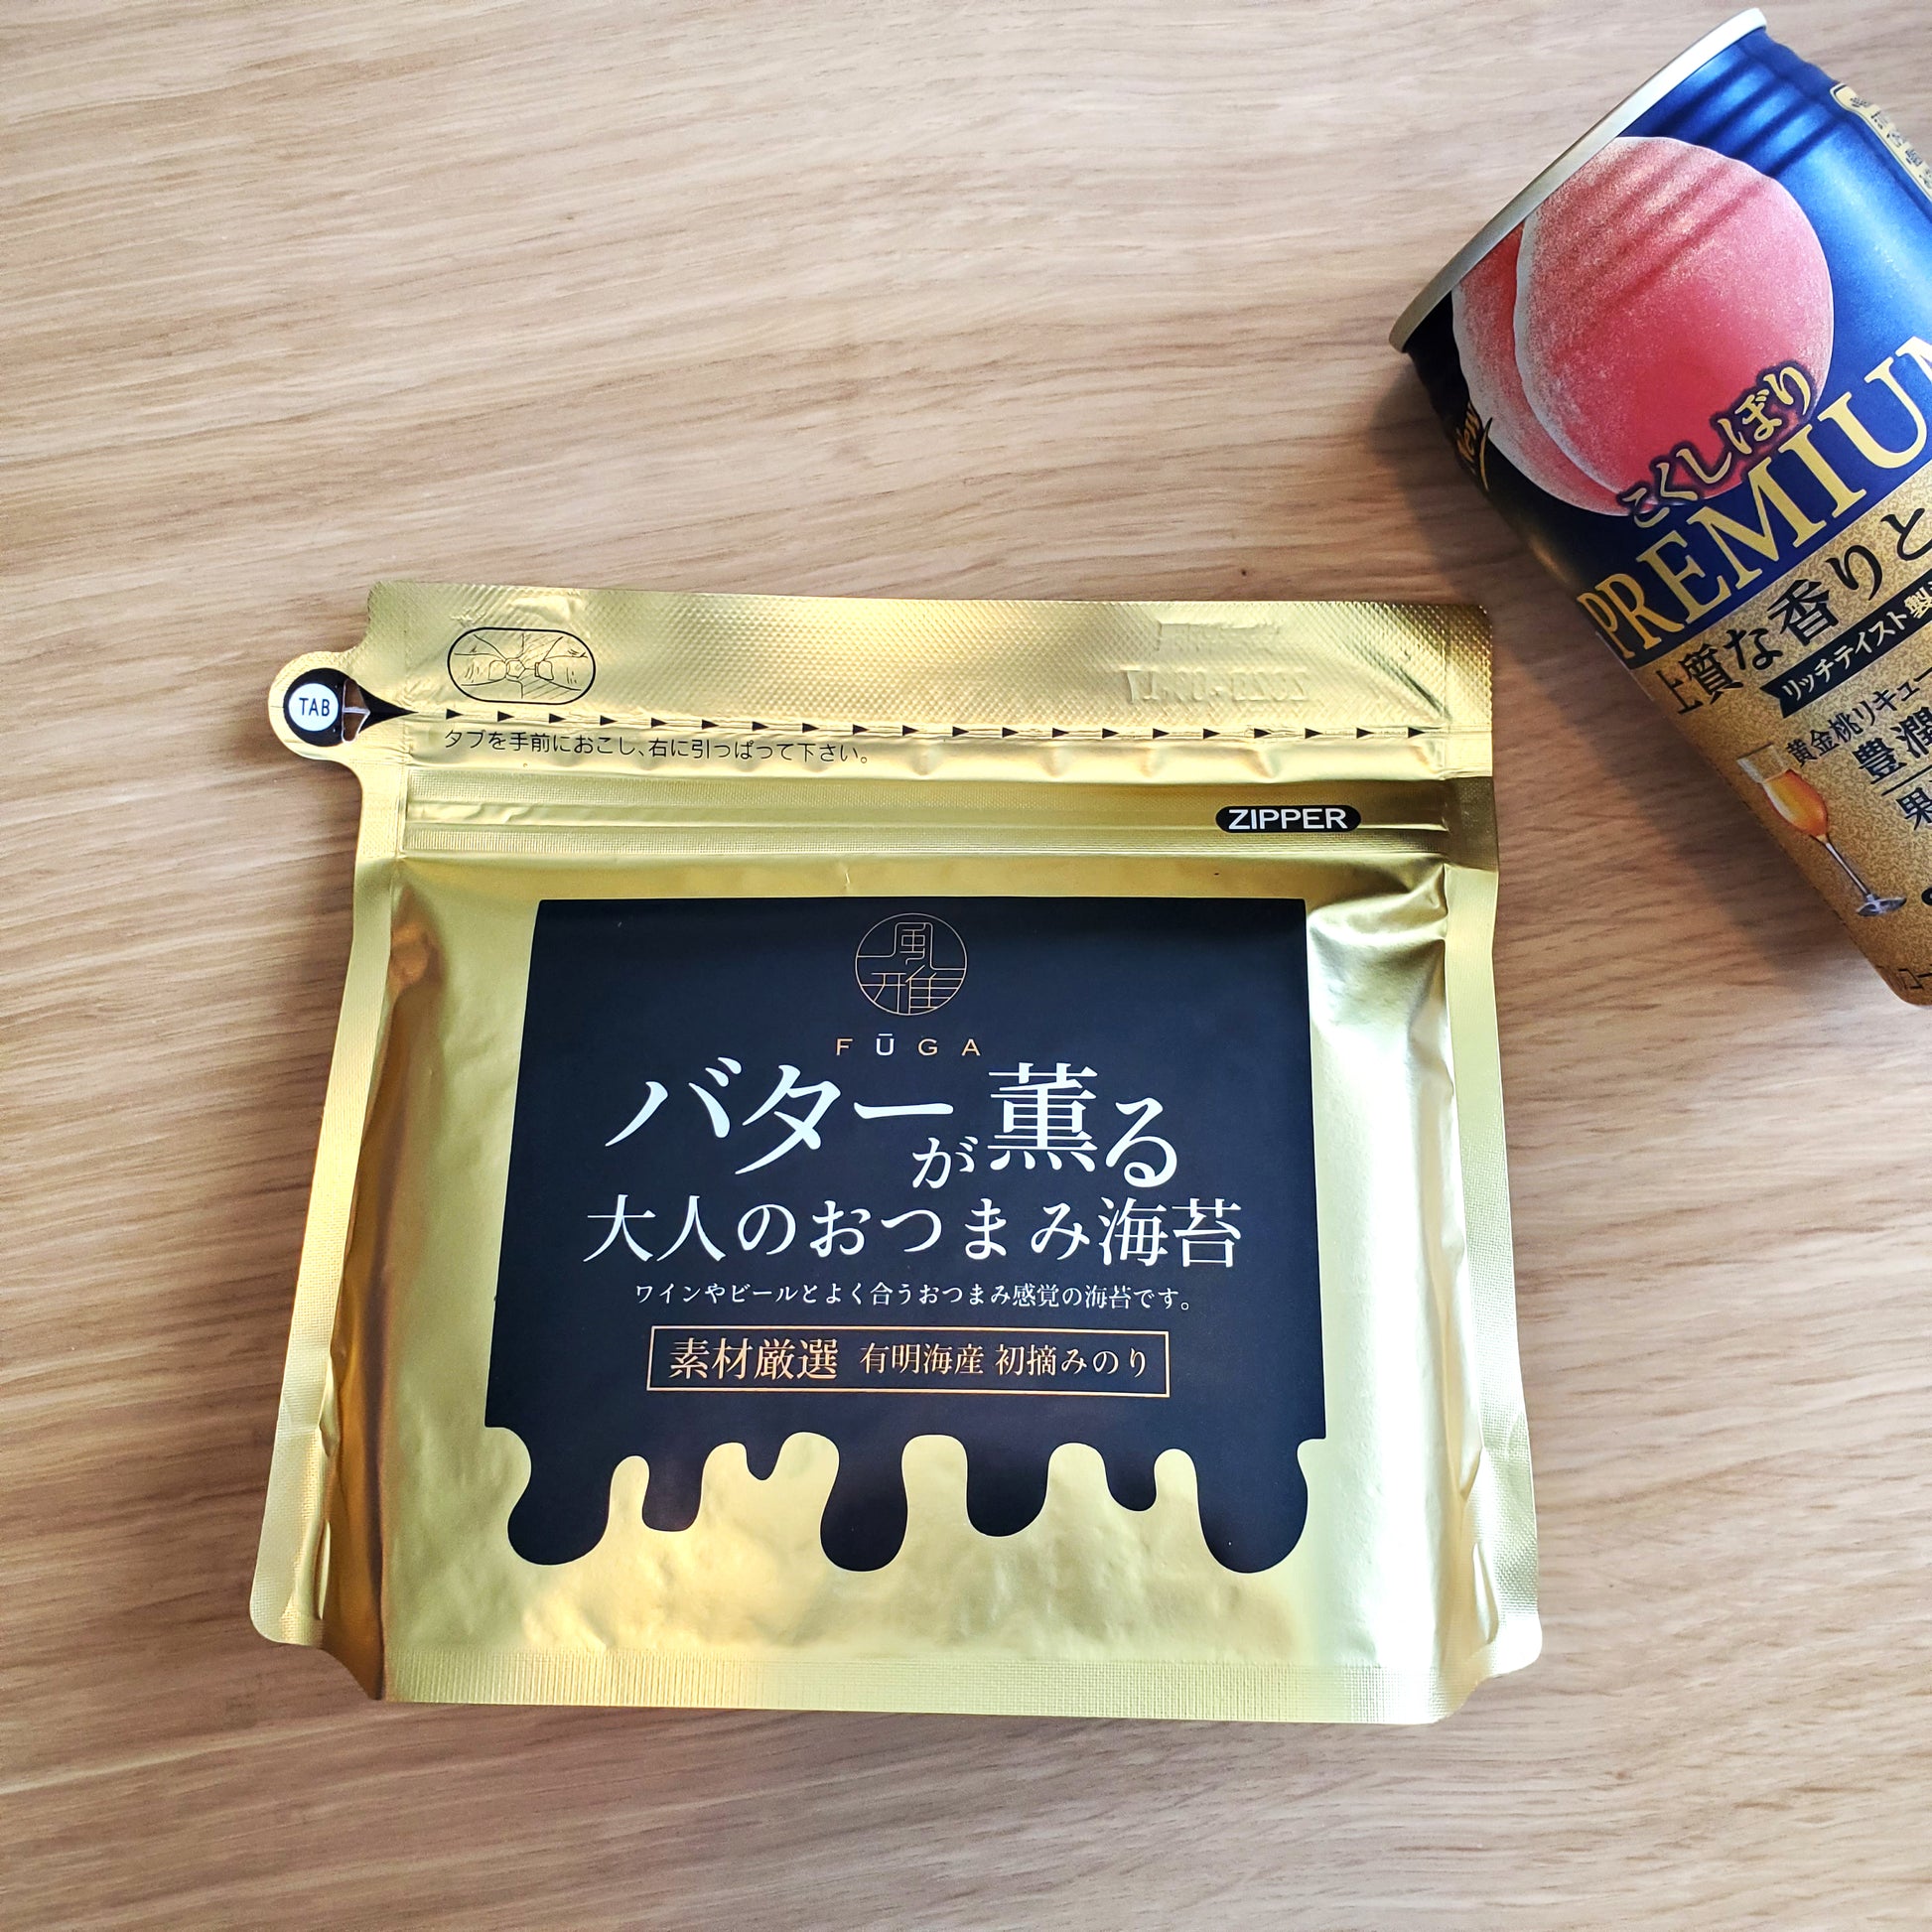 TAB
タブを手前におこし、右に引っぱって下さい。
ZIPPER
風雅
FŪGA
バターが薫る
大人のおつまみ海苔
ワインやビールとよく合うおつまみ感覚の海苔です。
素材厳選 有明海産 初摘みのり
New
こくしぼり
PREMIUM
上質な香りと
リッチテイスト製
黄金桃リキュー
豊潤
果